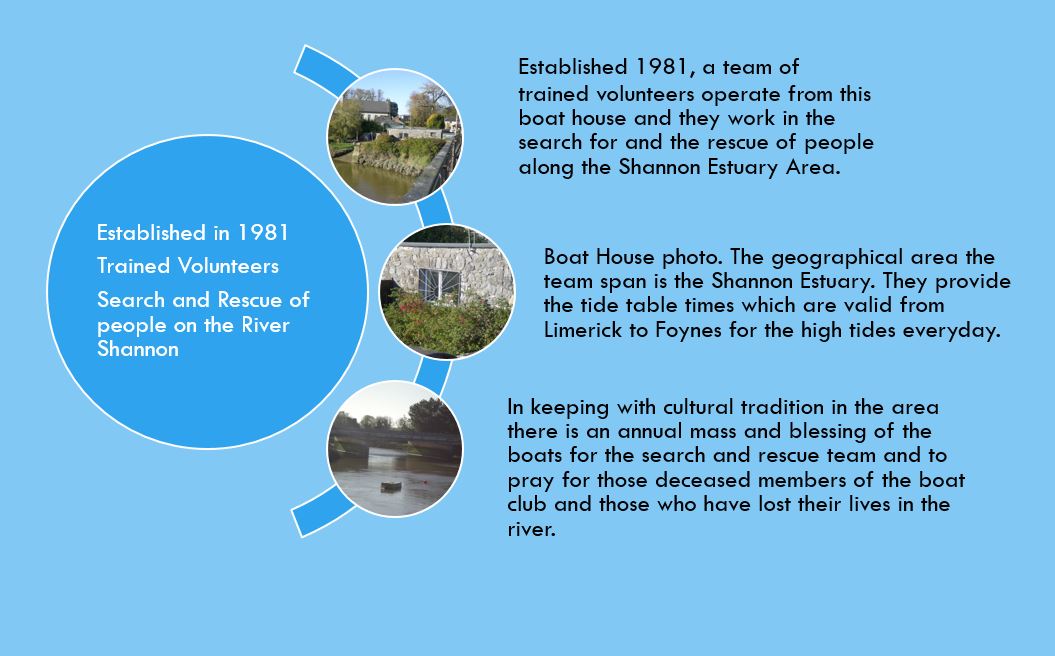 Established in 1981
Trained Volunteers
Search and Rescue of
people on the River
Shannon
Established 1981, a team of
trained volunteers operate from this
boat house and they work in the
search for and the rescue of people
along the Shannon Estuary Area.
Boat House photo. The geographical area the
team span is the Shannon Estuary. They provide
the tide table times which are valid from
Limerick to Foynes for the high tides everyday.
In keeping with cultural tradition in the area
there is an annual mass and blessing of the
boats for the search and rescue team and to
pray for those deceased members of the boat
club and those who have lost their lives in the
river.